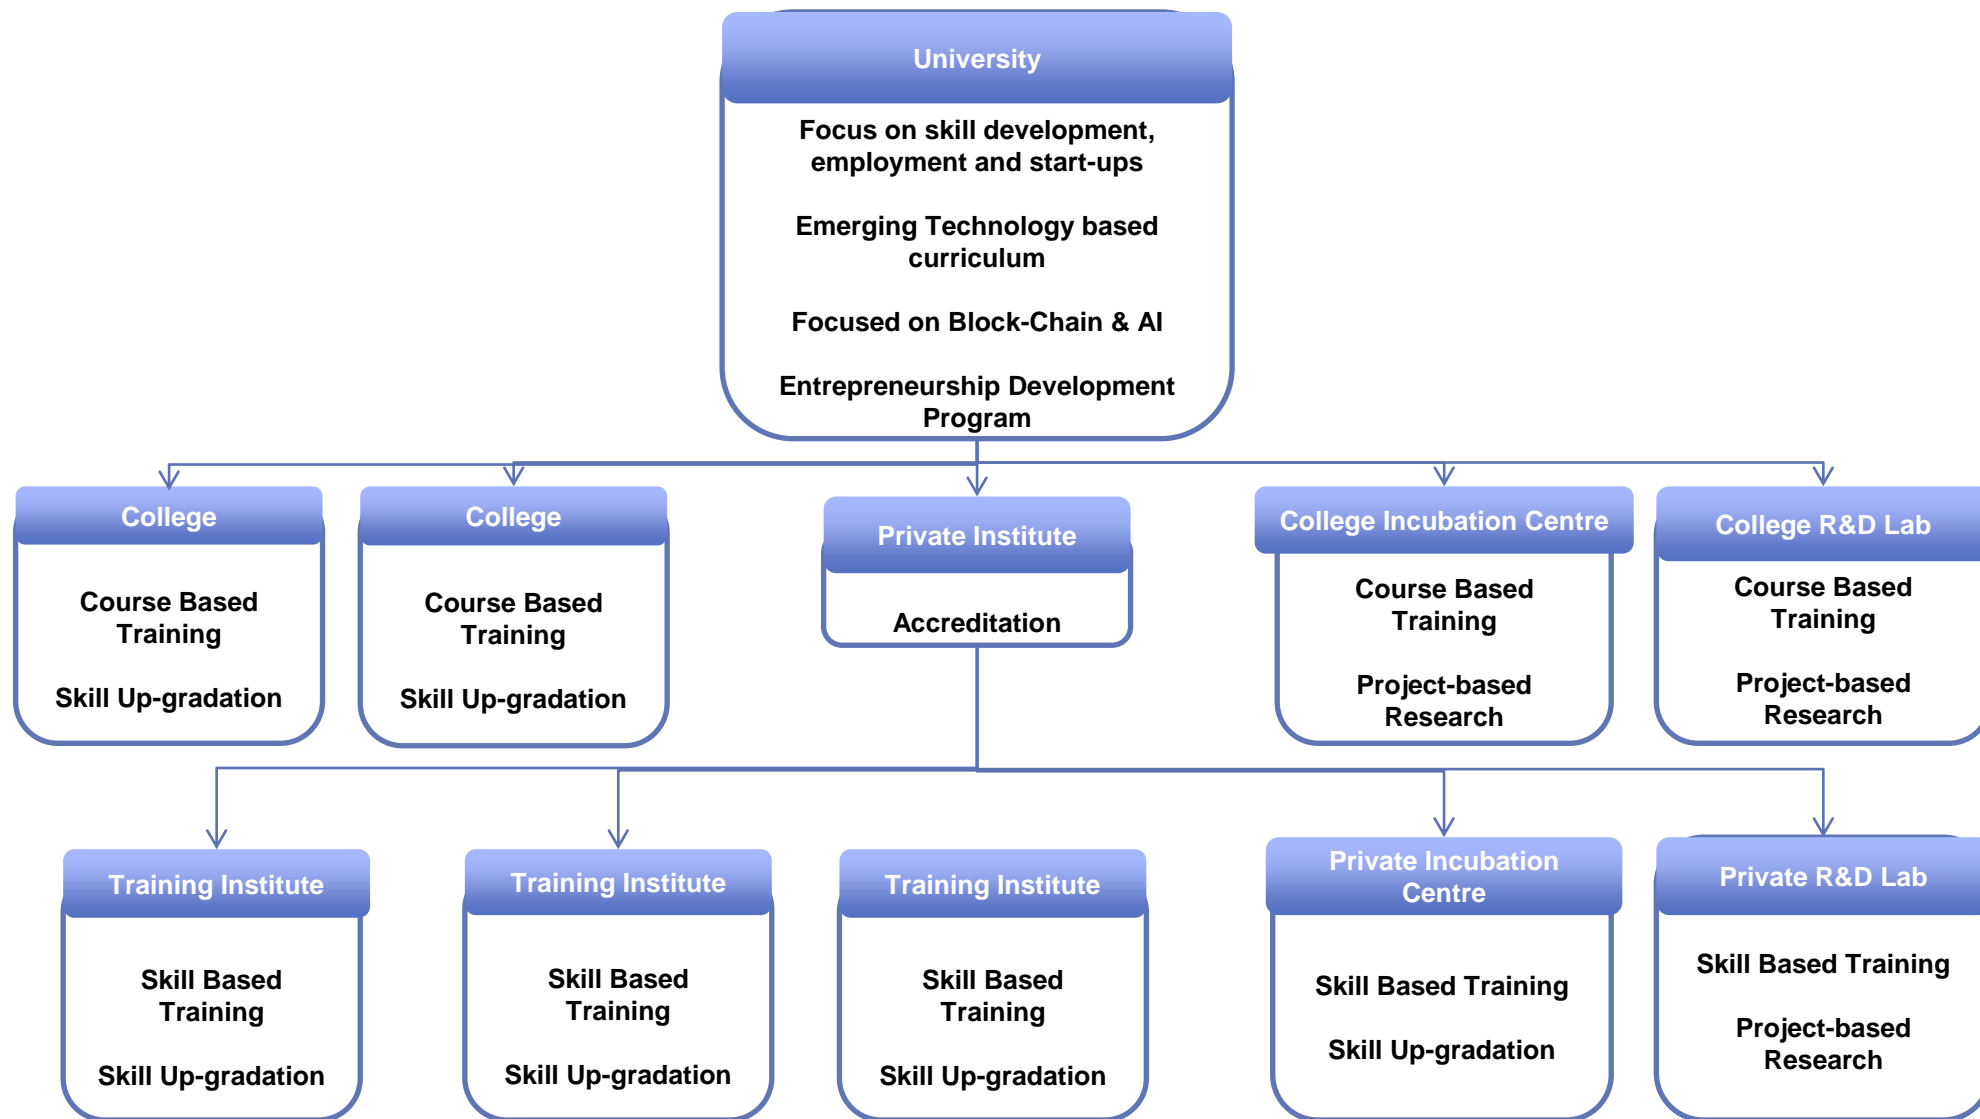 University
Focus on skill development,
employment and start-ups
Emerging Technology based
curriculum
Focused on Block-Chain & AI
Entrepreneurship Development
Program
College
Course Based
Training
Skill Up-gradation
College
Course Based
Training
Skill Up-gradation
Private Institute
Accreditation
College Incubation Centre
Course Based
Training
Project-based
Research
College R&D Lab
Course Based
Training
Project-based
Research
Training Institute
Skill Based
Training
Skill Up-gradation
Training Institute
Skill Based
Training
Skill Up-gradation
Training Institute
Skill Based
Training
Skill Up-gradation
Private Incubation
Centre
Skill Based Training
Skill Up-gradation
Private R&D Lab
Skill Based Training
Project-based
Research